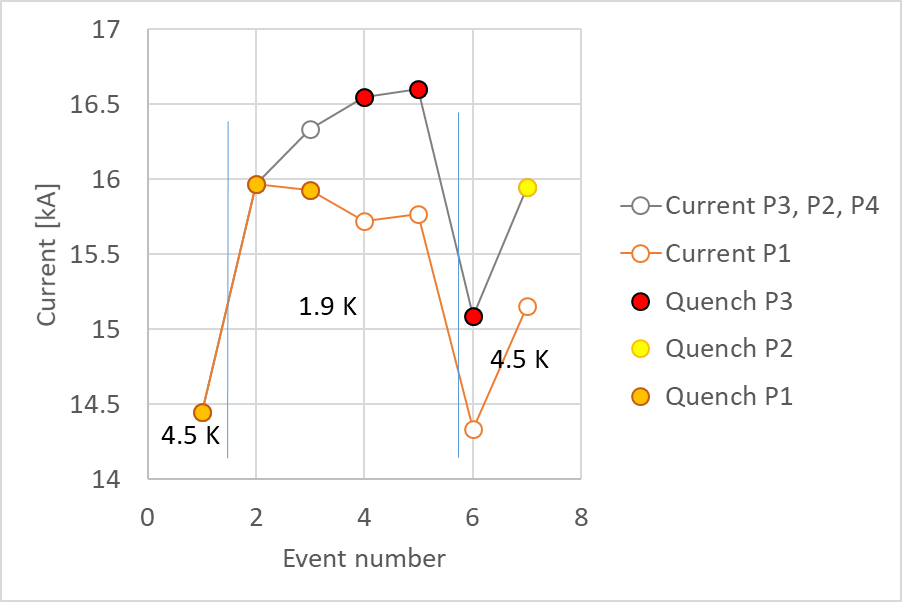 17
16.5
16
15.5
15
14.5
14
Current [kA]
1.9 K
4.5 K
4.5 K
0 2 4 6 8
Event number
Current P3, P2, P4
Current P1
Quench P3
Quench P2
Quench P1